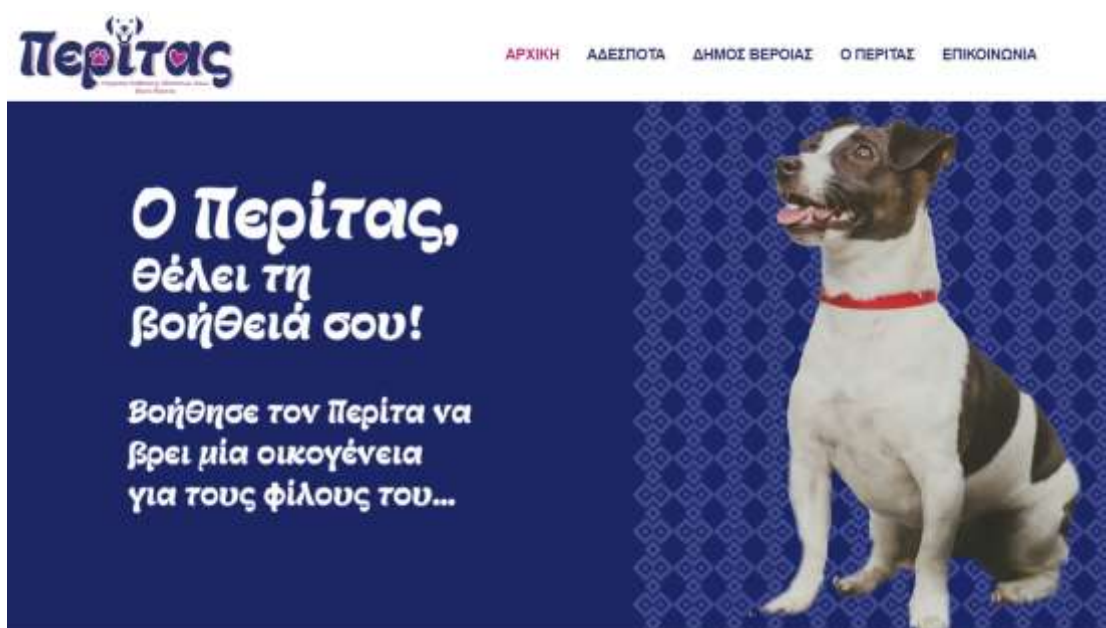 Περίτας
ΑΡΧΙΚΗ ΑΔΕΣΠΟΤΑ ΔΗΜΟΣ ΒΕΡΟΙΑΣ Ο ΠΕΡΙΤΑΣ ΕΠΙΚΟΙΝΩΝΙΑ
Ο Περίτας,
θέλει τη
βοήθειά σου!
Βοήθησε τον Περίτα να
βρει μία οικογένεια
για τους φίλους του...